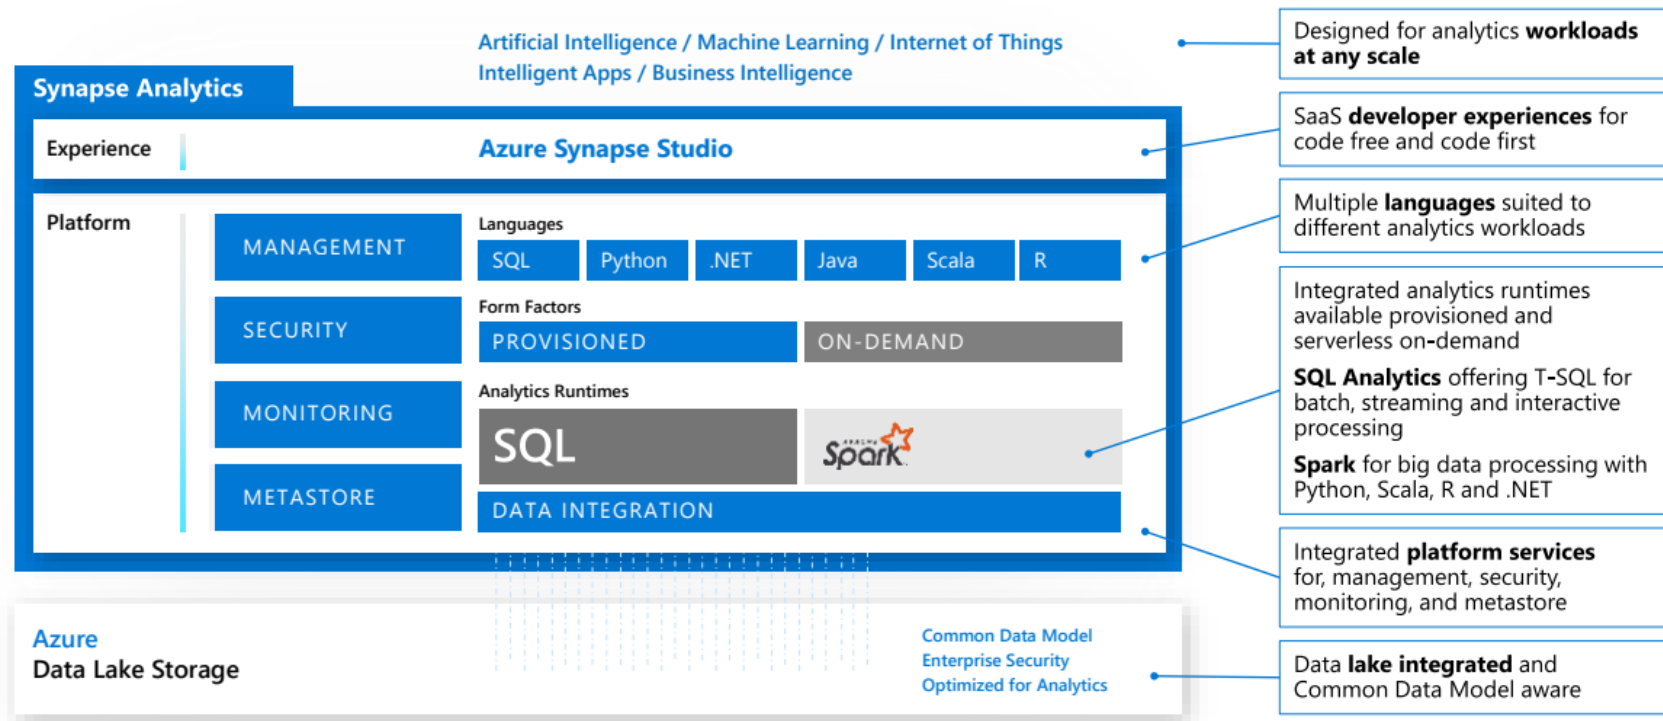 Artificial Intelligence / Machine Learning / Internet of Things
Intelligent Apps / Business Intelligence
Synapse Analytics
Experience
Azure Synapse Studio
Platform
MANAGEMENT
SECURITY
MONITORING
METASTORE
Languages
SQL
Python
.NET
Java
Scala
R
Form Factors
PROVISIONED
ON-DEMAND
Analytics Runtimes
SQL
APACHE
Spark
DATA INTEGRATION
Azure
Data Lake Storage
Common Data Model
Enterprise Security
Optimized for Analytics
Designed for analytics workloads
at any scale
SaaS developer experiences for
code free and code first
Multiple languages suited to
different analytics workloads
Integrated analytics runtimes
available provisioned and
serverless on-demand
SQL Analytics offering T-SQL for
batch, streaming and interactive
processing
Spark for big data processing with
Python, Scala, R and .NET
Integrated platform services
for, management, security,
monitoring, and metastore
Data lake integrated and
Common Data Model aware